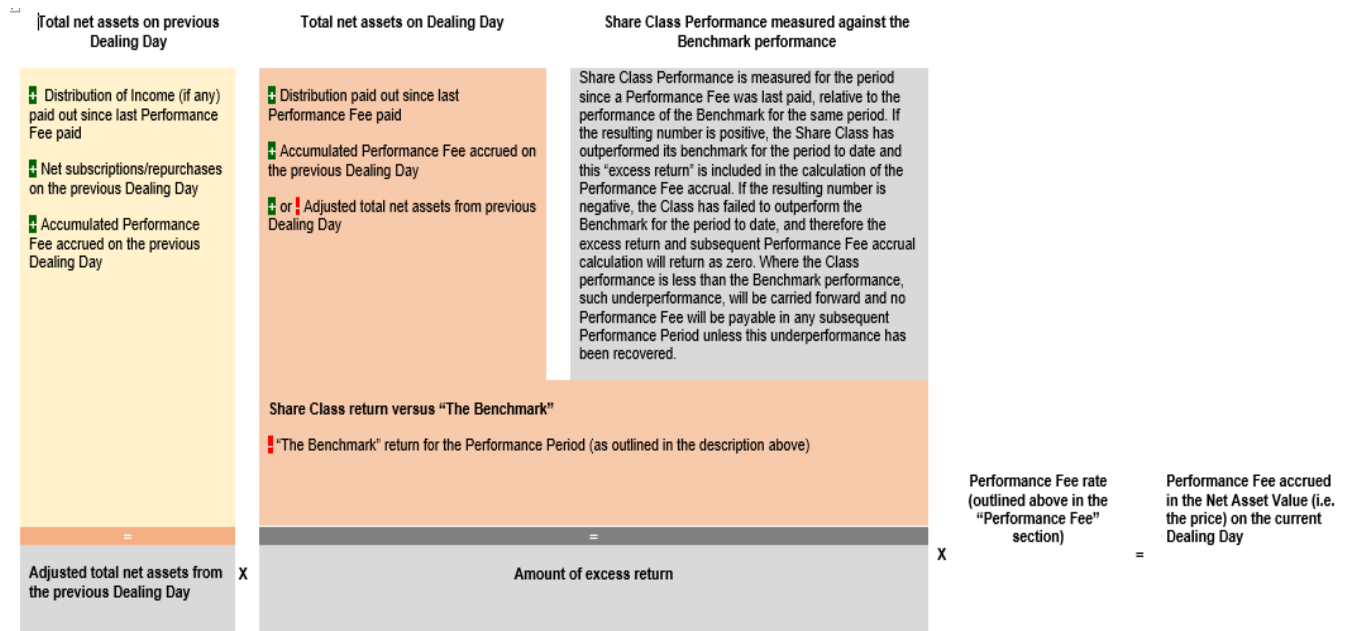 Total net assets on previous
Dealing Day
Total net assets on Dealing Day
Share Class Performance measured against the
Benchmark performance
+ Distribution of Income (if any)
paid out since last Performance
Fee paid
+ Net subscriptions/repurchases
on the previous Dealing Day
+ Accumulated Performance
Fee accrued on the previous
Dealing Day
+ Distribution paid out since last
Performance Fee paid
+ Accumulated Performance Fee accrued on
the previous Dealing Day
+ or - Adjusted total net assets from previous
Dealing Day
Share Class Performance is measured for the period
since a Performance Fee was last paid, relative to the
performance of the Benchmark for the same period. If
the resulting number is positive, the Share Class has
outperformed its benchmark for the period to date and
this “excess return” is included in the calculation of the
Performance Fee accrual. If the resulting number is
negative, the Class has failed to outperform the
Benchmark for the period to date, and therefore the
excess return and subsequent Performance Fee accrual
calculation will return as zero. Where the Class
performance is less than the Benchmark performance,
such underperformance, will be carried forward and no
Performance Fee will be payable in any subsequent
Performance Period unless this underperformance has
been recovered.
Share Class return versus “The Benchmark”
- “The Benchmark” return for the Performance Period (as outlined in the description above)
=
=
Adjusted total net assets from
the previous Dealing Day
X
Amount of excess return
X
Performance Fee rate
(outlined above in the
“Performance Fee”
section)
=
Performance Fee accrued
in the Net Asset Value (i.e.
the price) on the current
Dealing Day